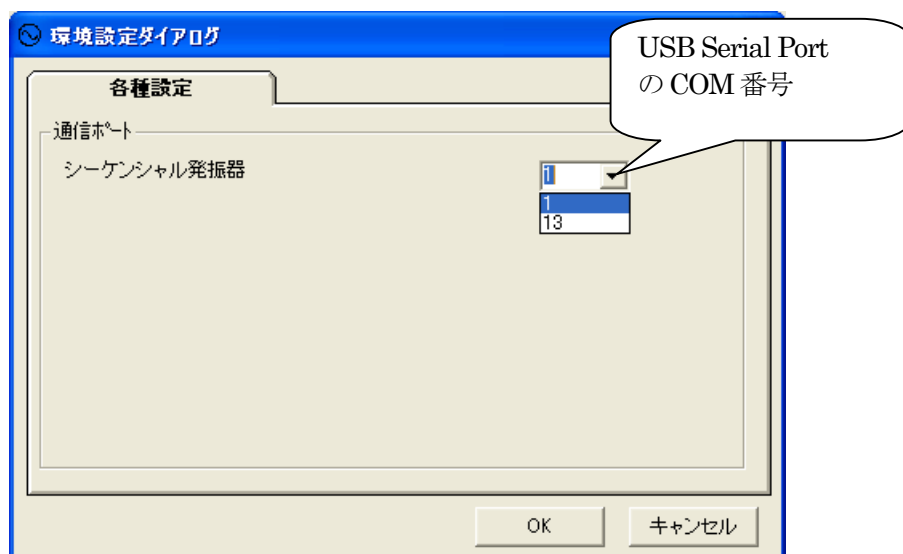 環境設定ダイアログ
USB Serial Port
の COM 番号
各種設定
通信ポート
シーケンシャル発振器
1
1
13
OK
キャンセル